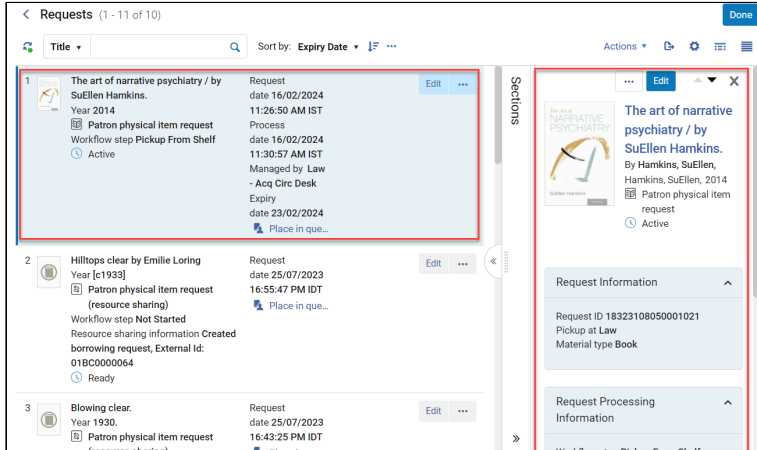 Requests (1 - 11 of 10)
Done
Title
Sort by: Expiry Date
Actions
1
The art of narrative psychiatry / by
SuEllen Hamkins.
Year 2014
Patron physical item request
Workflow step Pickup From Shelf
Active
Request
date 16/02/2024
11:26:50 AM IST
Process
date 16/02/2024
11:30:57 AM IST
Managed by Law
- Acq Circ Desk
Expiry
date 23/02/2024
Place in que...
Edit
2
Hilltops clear by Emilie Loring
Year [c1933]
Patron physical item request
(resource sharing)
Workflow step Not Started
Resource sharing information Created
borrowing request, External Id:
01BC0000064
Ready
Request
date 25/07/2023
16:55:47 PM IDT
Place in que...
Edit
3
Blowing clear.
Year 1930.
Patron physical item request
Request
date 25/07/2023
16:43:25 PM IDT
Edit
Sections
Edit
The Art of
NARRATIVE
PSYCHIATRY
SuEllen Hamkins
The art of narrative
psychiatry / by
SuEllen Hamkins.
By Hamkins, SuEllen,
Hamkins, SuEllen, 2014
Patron physical item
request
Active
Request Information
Request ID 18323108050001021
Pickup at Law
Material type Book
Request Processing
Information